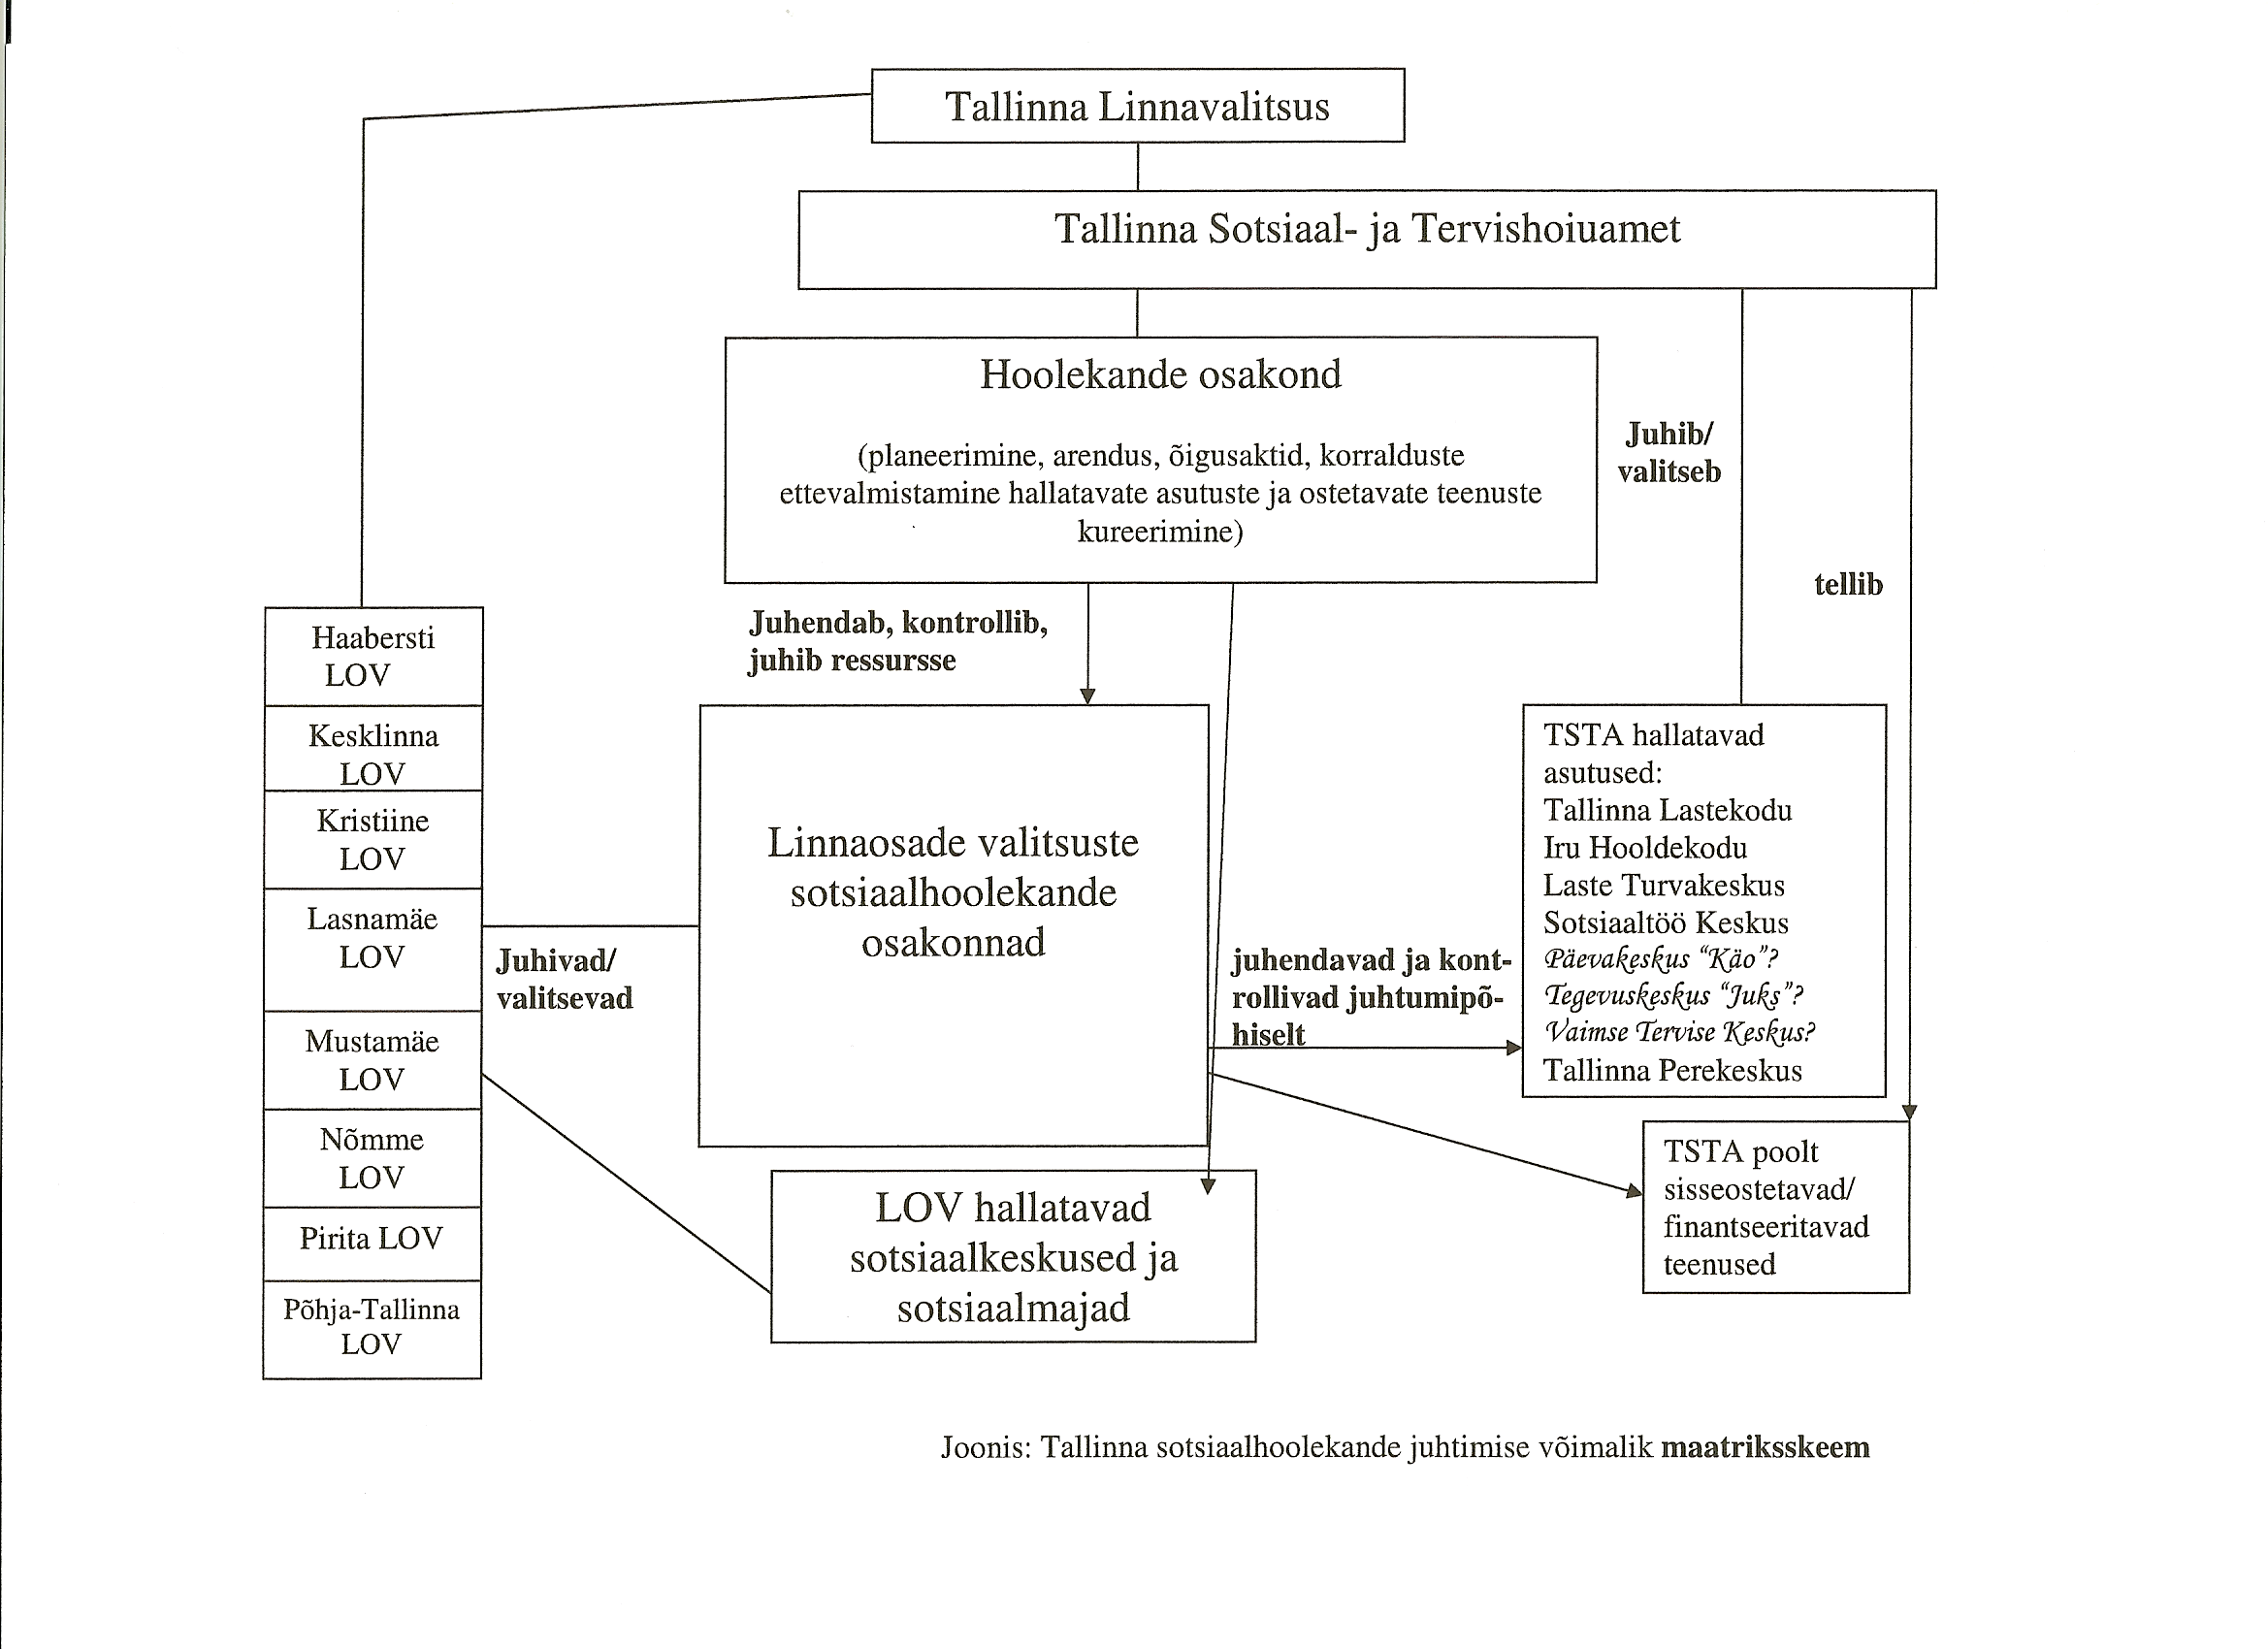 Tallinna Linnavalitsus
Tallinna Sotsiaal- ja Tervishoiuamet
Hoolekande osakond
(planeerimine, arendus, õigusaktid, korralduste
ettevalmistamine hallatavate asutuste ja ostetavate teenuste
kureerimine)
Juhib/
valitseb
tellib
Juhendab, kontrollib,
juhib ressursse
Haabersti
LOV
Kesklinna
LOV
Kristiine
LOV
Lasnamäe
LOV
Mustamäe
LOV
Nõmme
LOV
Pirita LOV
Põhja-Tallinna
LOV
Juhivad/
valitsevad
Linnaosade valitsuste
sotsiaalhoolekande
osakonnad
juhendavad ja kont-
rollivad juhtumipõ-
hiselt
TSTA hallatavad
asutused:
Tallinna Lastekodu
Iru Hooldekodu
Laste Turvakeskus
Sotsiaaltöö Keskus
Päevakeskus “Käo”?
Tegevuskeskus “Juks”?
Vaimse Tervise Keskus?
Tallinna Perekeskus
LOV hallatavad
sotsiaalkeskused ja
sotsiaalmajad
TSTA poolt
sisseostetavad/
finantseeritavad
teenused
Joonis: Tallinna sotsiaalhoolekande juhtimise võimalik maatriksskeem